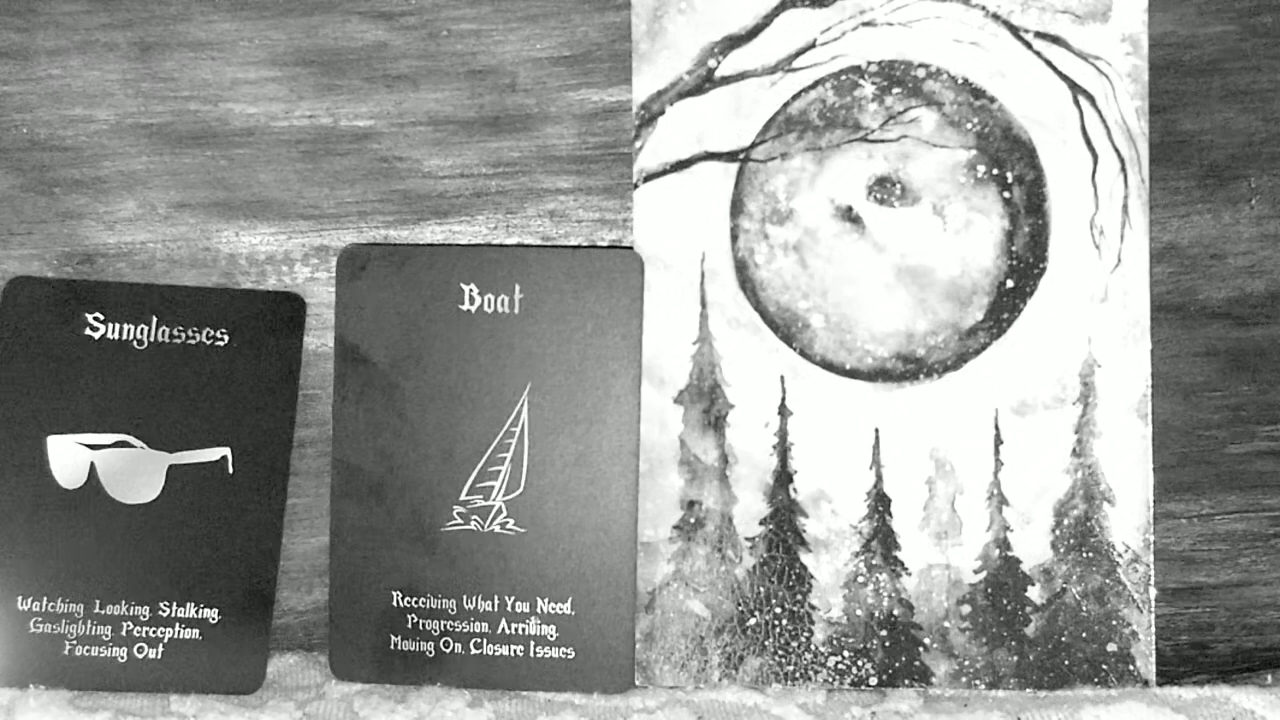 Sunglasses
Watching. Looking. Stalking.
Gaslighting. Perception,
Focusing Out
Boat
Receiving What You Need,
Progression, Arriving,
Moving On, Closure Issues